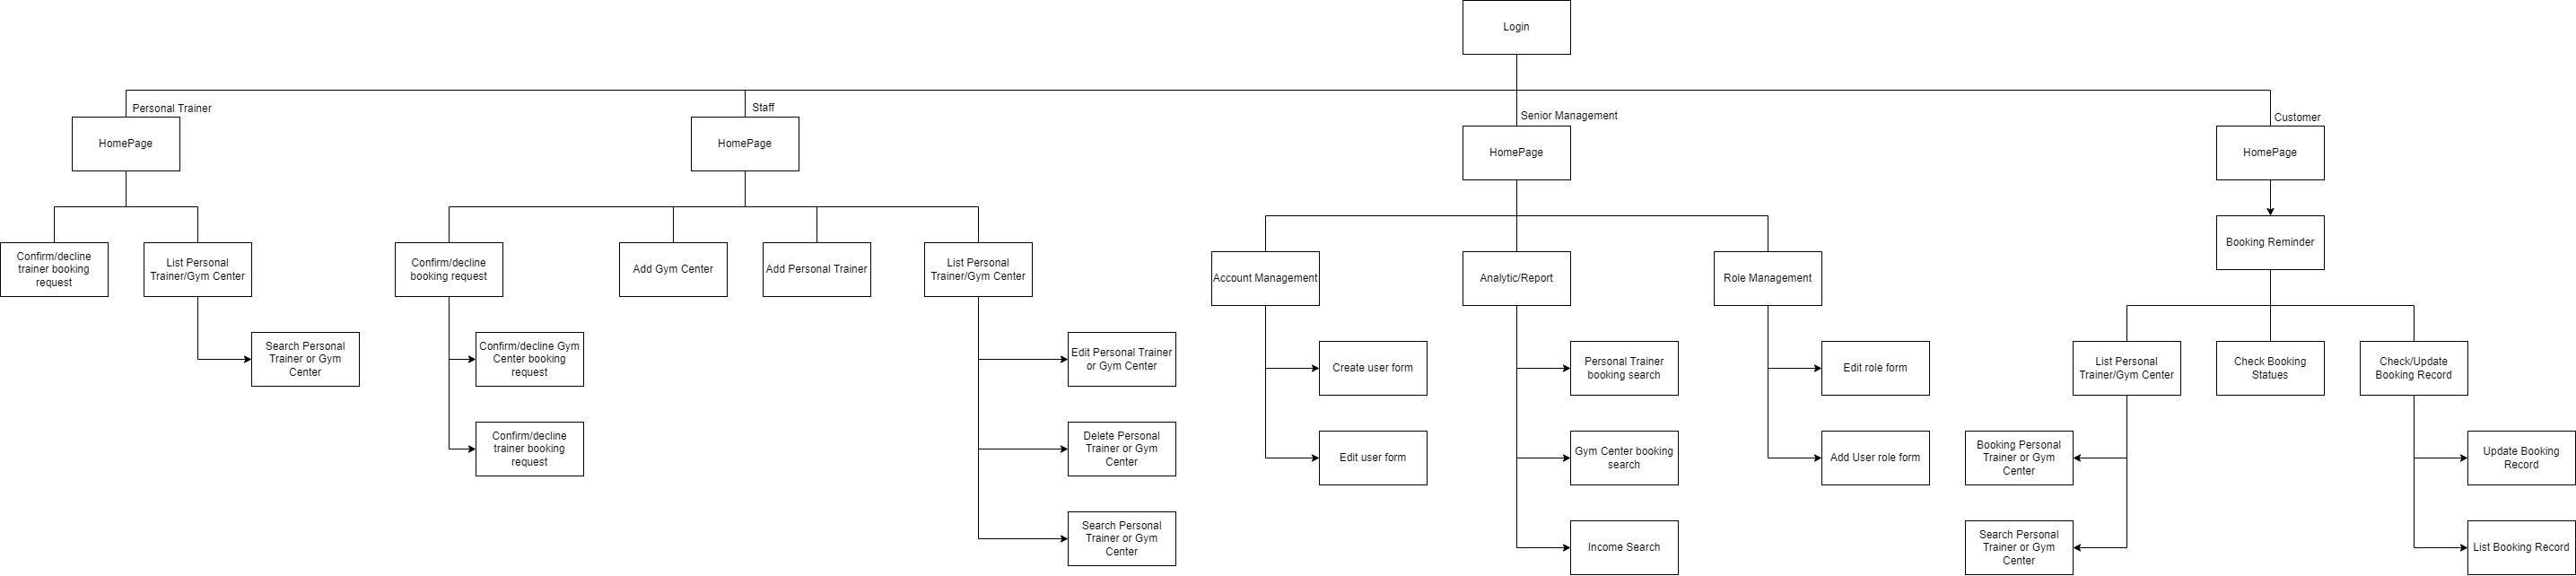 Login
Personal Trainer
Staff
Senior Management
Customer
HomePage
HomePage
HomePage
HomePage
Booking Reminder
Confirm/decline
trainer booking
request
List Personal
Trainer/Gym Center
Search Personal
Trainer or Gym
Center
Confirm/decline
booking request
Add Gym Center
Add Personal Trainer
List Personal
Trainer/Gym Center
Confirm/decline Gym
Center booking
request
Confirm/decline
trainer booking
request
Edit Personal Trainer
or Gym Center
Delete Personal
Trainer or Gym
Center
Search Personal
Trainer or Gym
Center
Account Management
Analytic/Report
Role Management
Create user form
Edit user form
Personal Trainer
booking search
Gym Center booking
search
Income Search
Edit role form
Add User role form
List Personal
Trainer/Gym Center
Check Booking
Statues
Check/Update
Booking Record
Booking Personal
Trainer or Gym
Center
Search Personal
Trainer or Gym
Center
Update Booking
Record
List Booking Record